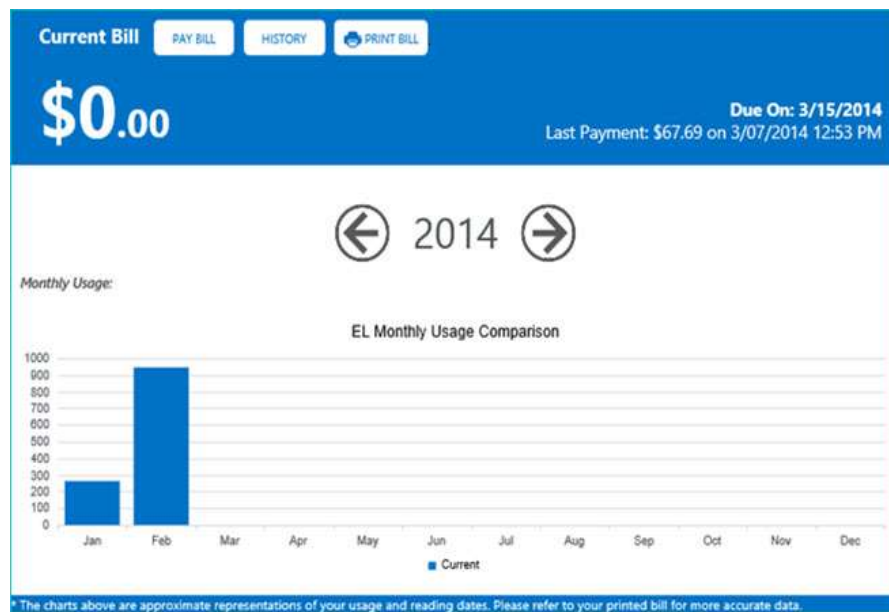 Current Bill PAY BILL HISTORY PRINT BILL
$0.00
Due On: 3/15/2014
Last Payment: $67.69 on 3/07/2014 12:53 PM
2014
Monthly Usage:
EL Monthly Usage Comparison
1000
900
800
700
600
500
400
300
200
100
0
Jan Feb Mar Apr May Jun Jul Aug Sep Oct Nov Dec
Current
* The charts above are approximate representations of your usage and reading dates. Please refer to your printed bill for more accurate data.